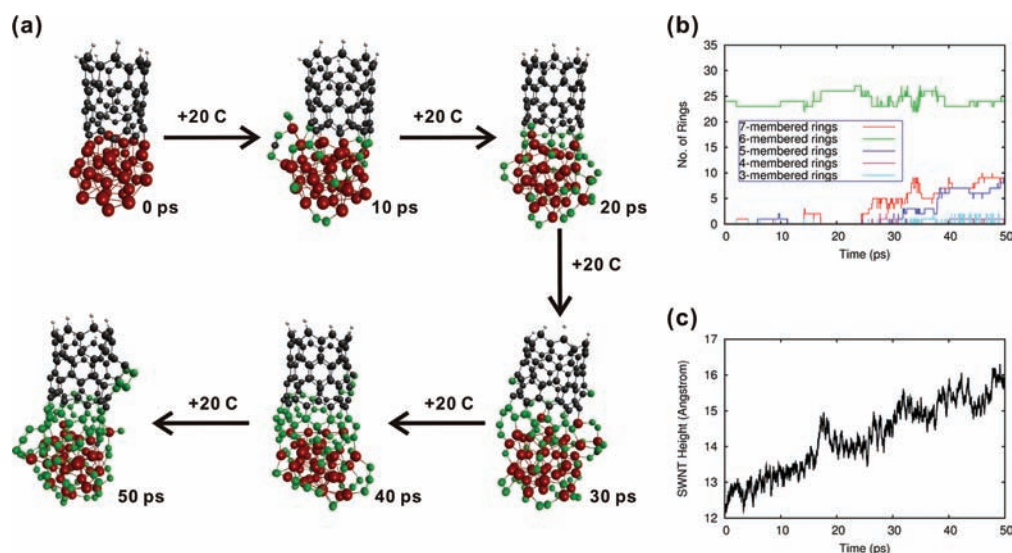 (a)
+20 C
+20 C
0 ps
10 ps
20 ps
+20 C
+20 C
+20 C
50 ps
40 ps
30 ps
(b)
35
30
25
20
15
10
5
0
No. of Rings
7-membered rings
6-membered rings
5-membered rings
4-membered rings
3-membered rings
0 10 20 30 40 50
Time (ps)
(c)
17
16
15
14
13
12
SWNT Height (Angstrom)
0 10 20 30 40 50
Time (ps)